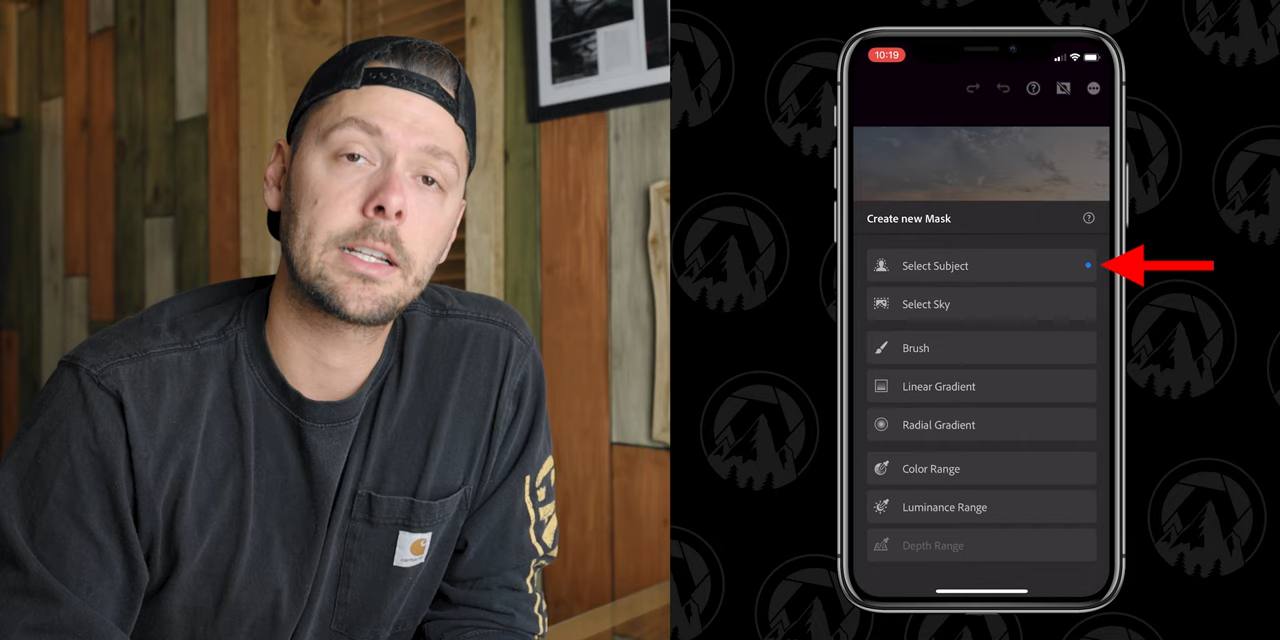 10:19
Create new Mask
Select Subject
Select Sky
Brush
Linear Gradient
Radial Gradient
Color Range
Luminance Range
Depth Range